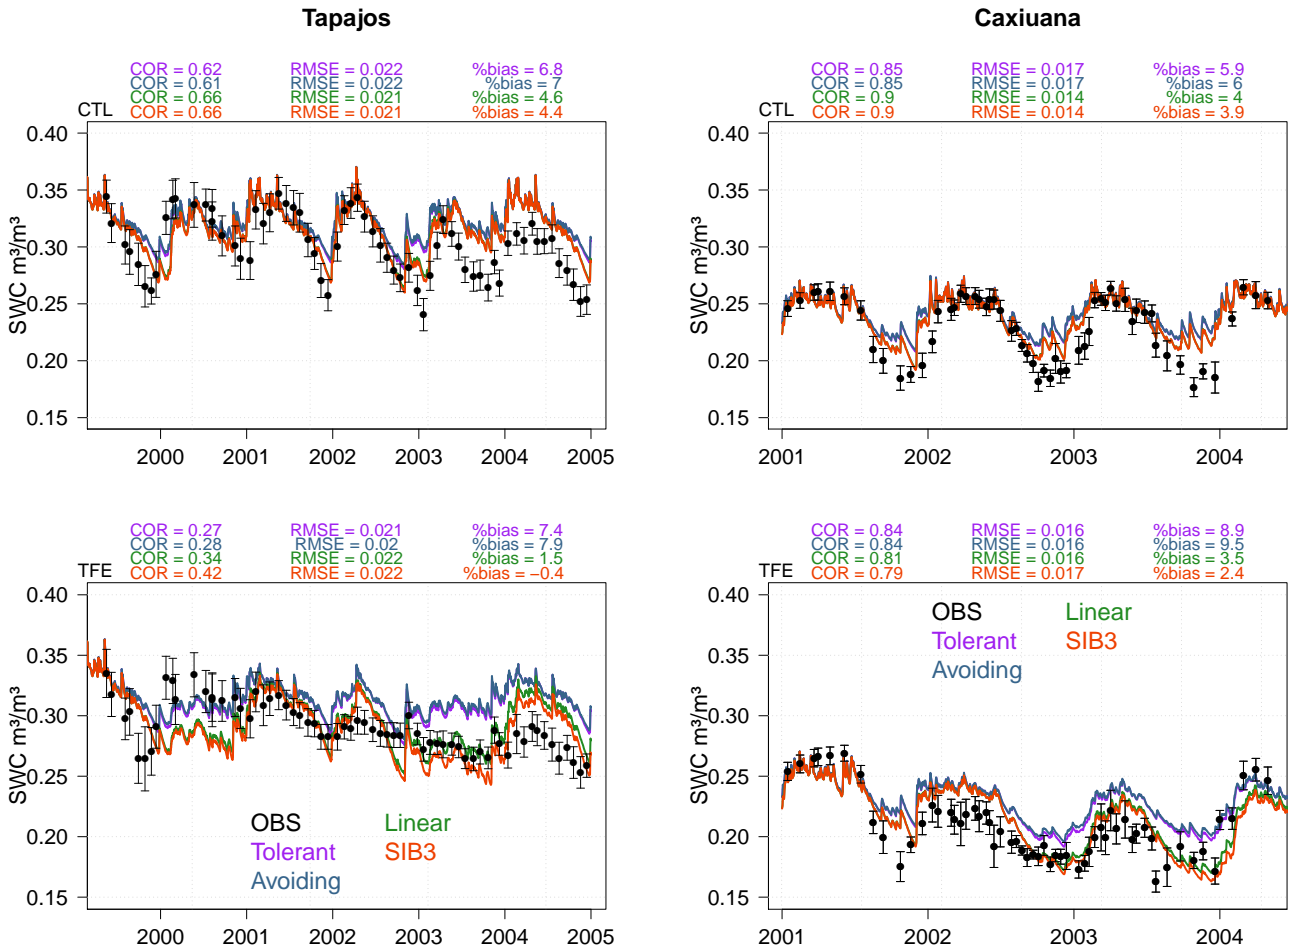 Tapajos
Caxiuana
COR = 0.62 RMSE = 0.022 %bias = 6.8
COR = 0.61 RMSE = 0.022 %bias = 7
COR = 0.66 RMSE = 0.021 %bias = 4.6
CTL COR = 0.66 RMSE = 0.021 %bias = 4.4
0.40
0.35
0.30
0.25
0.20
0.15
SWC m³/m³
2000 2001 2002 2003 2004 2005
COR = 0.85 RMSE = 0.017 %bias = 5.9
COR = 0.85 RMSE = 0.017 %bias = 6
COR = 0.9 RMSE = 0.014 %bias = 4
CTL COR = 0.9 RMSE = 0.014 %bias = 3.9
0.40
0.35
0.30
0.25
0.20
0.15
SWC m³/m³
2001 2002 2003 2004
COR = 0.27 RMSE = 0.021 %bias = 7.4
COR = 0.28 RMSE = 0.02 %bias = 7.9
COR = 0.34 RMSE = 0.022 %bias = 1.5
TFE COR = 0.42 RMSE = 0.022 %bias = −0.4
0.40
0.35
0.30
0.25
0.20
0.15
SWC m³/m³
OBS Linear
Tolerant SIB3
Avoiding
2000 2001 2002 2003 2004 2005
COR = 0.84 RMSE = 0.016 %bias = 8.9
COR = 0.84 RMSE = 0.016 %bias = 9.5
COR = 0.81 RMSE = 0.016 %bias = 3.5
TFE COR = 0.79 RMSE = 0.017 %bias = 2.4
0.40
0.35
0.30
0.25
0.20
0.15
SWC m³/m³
OBS Linear
Tolerant SIB3
Avoiding
2001 2002 2003 2004